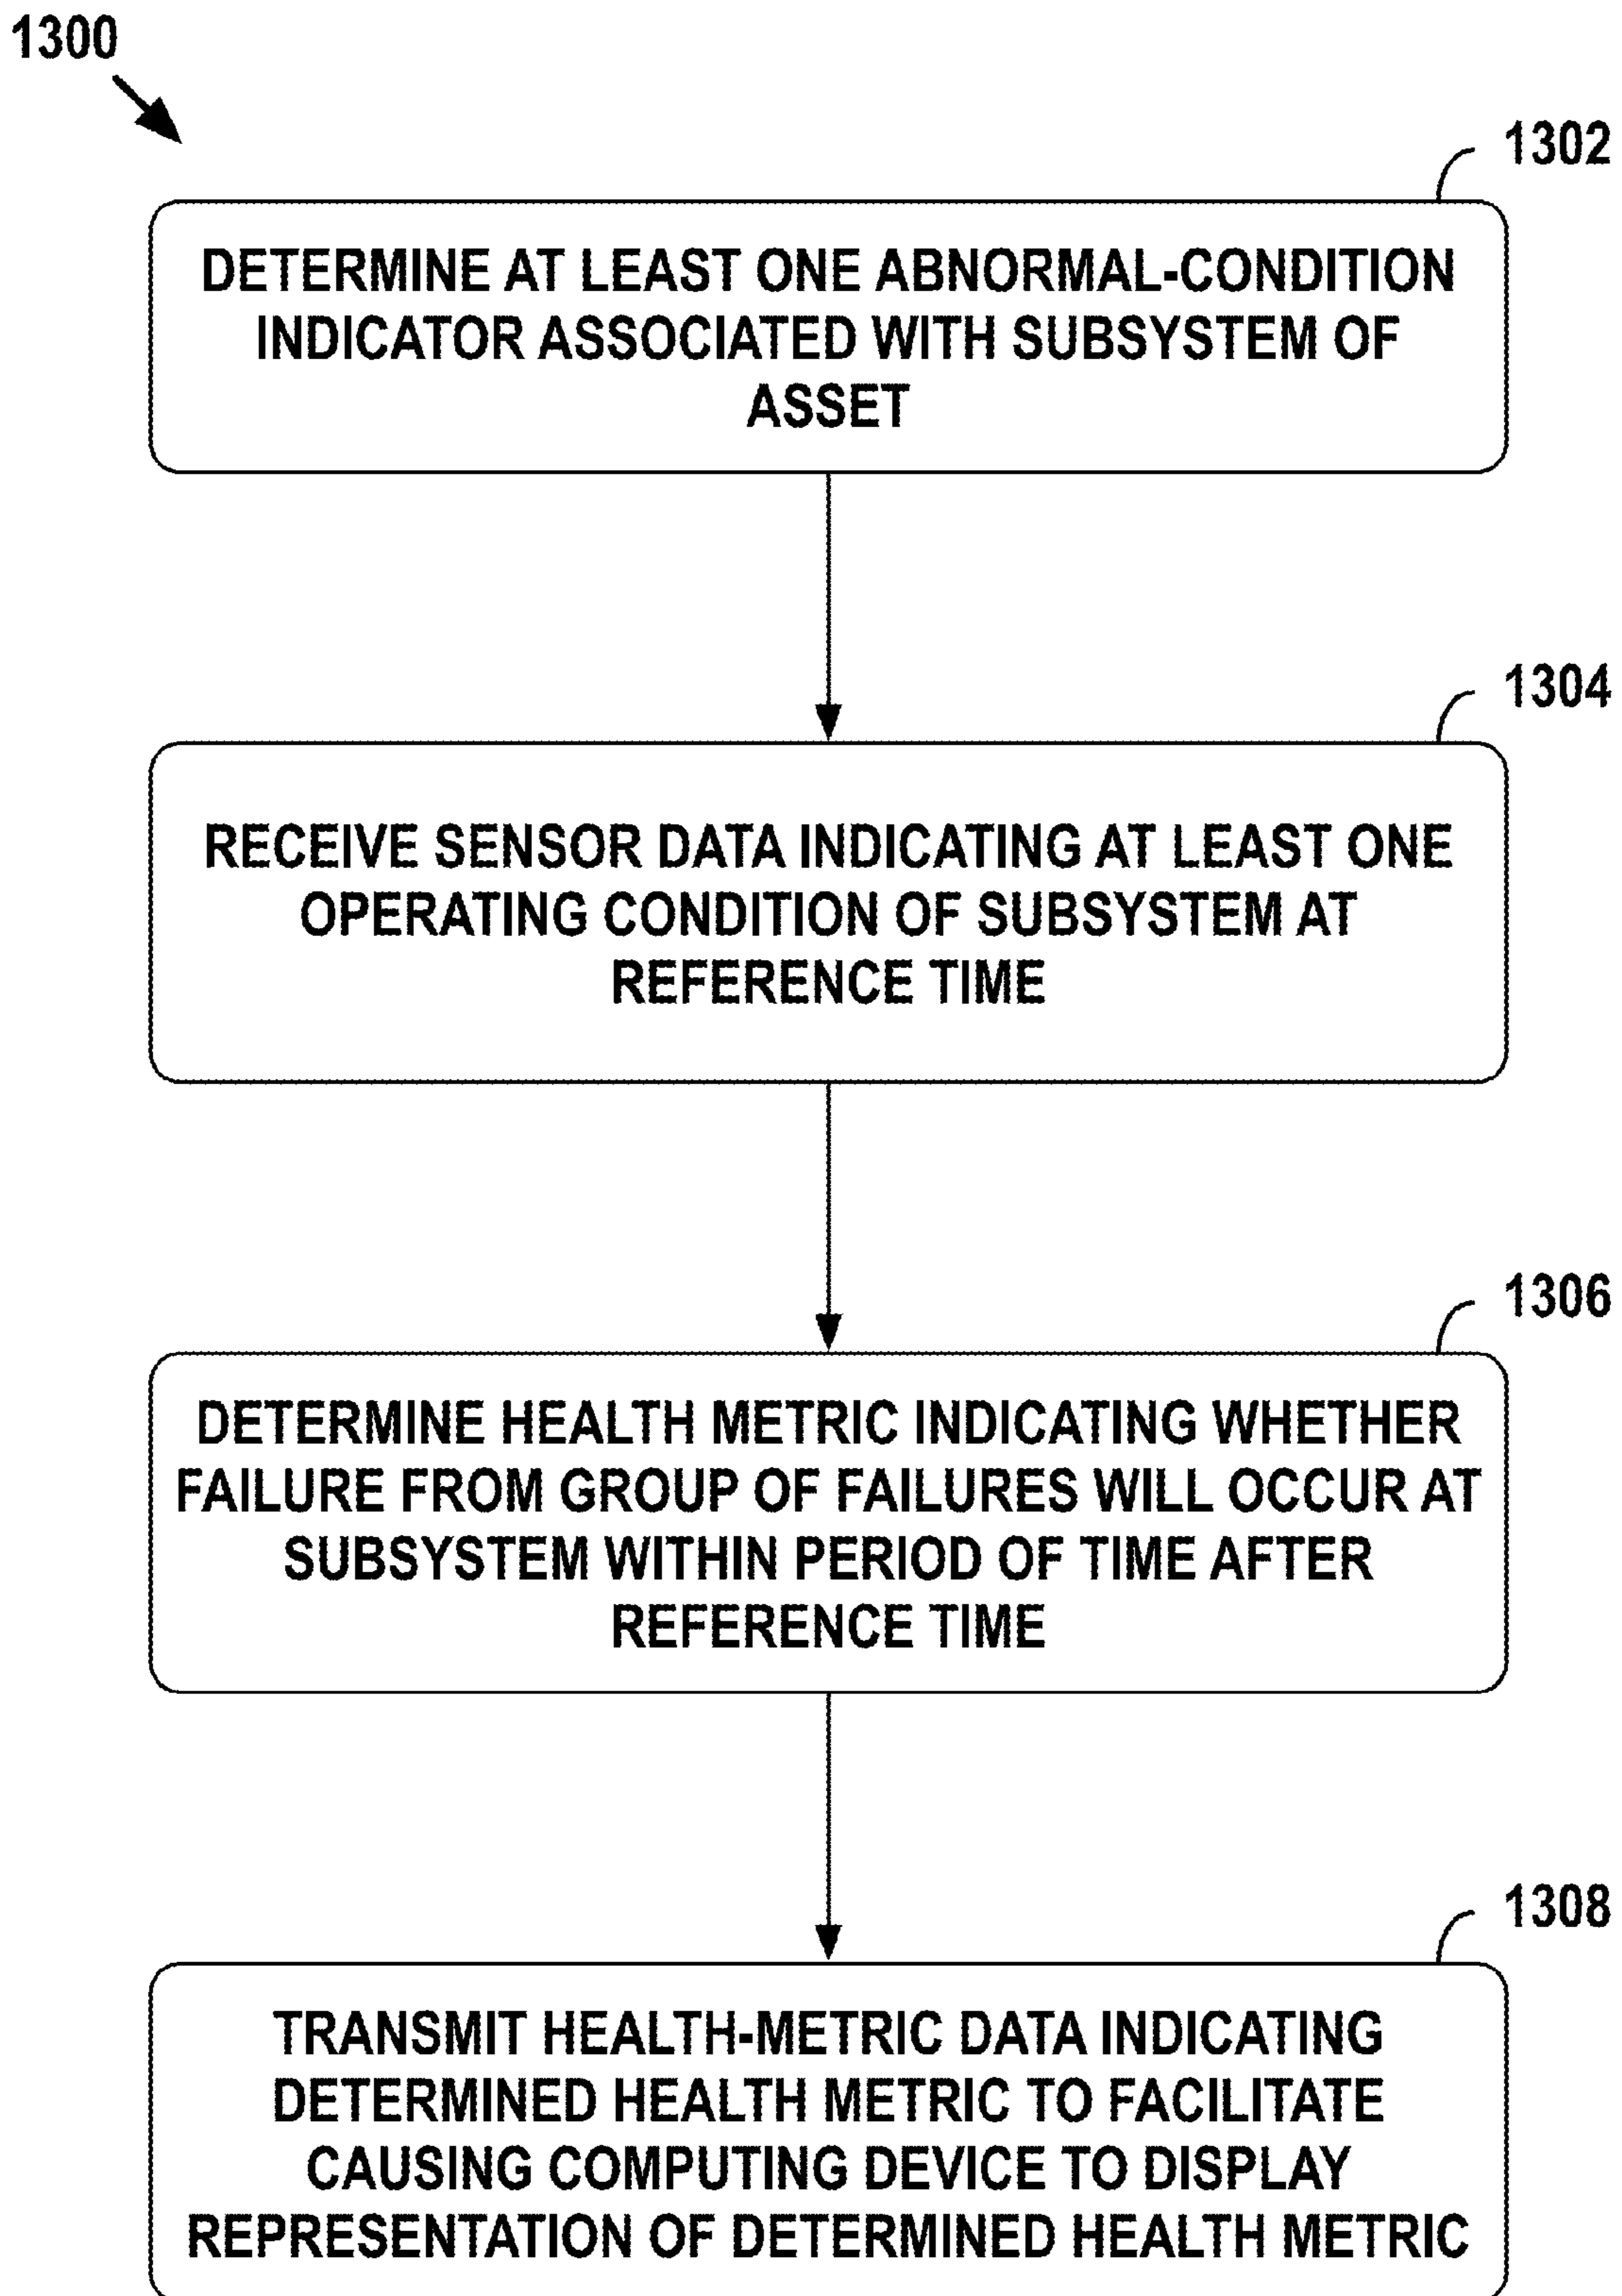 1300
1302
DETERMINE AT LEAST ONE ABNORMAL-CONDITION
INDICATOR ASSOCIATED WITH SUBSYSTEM OF
ASSET
1304
RECEIVE SENSOR DATA INDICATING AT LEAST ONE
OPERATING CONDITION OF SUBSYSTEM AT
REFERENCE TIME
1306
DETERMINE HEALTH METRIC INDICATING WHETHER
FAILURE FROM GROUP OF FAILURES WILL OCCUR AT
SUBSYSTEM WITHIN PERIOD OF TIME AFTER
REFERENCE TIME
1308
TRANSMIT HEALTH-METRIC DATA INDICATING
DETERMINED HEALTH METRIC TO FACILITATE
CAUSING COMPUTING DEVICE TO DISPLAY
REPRESENTATION OF DETERMINED HEALTH METRIC